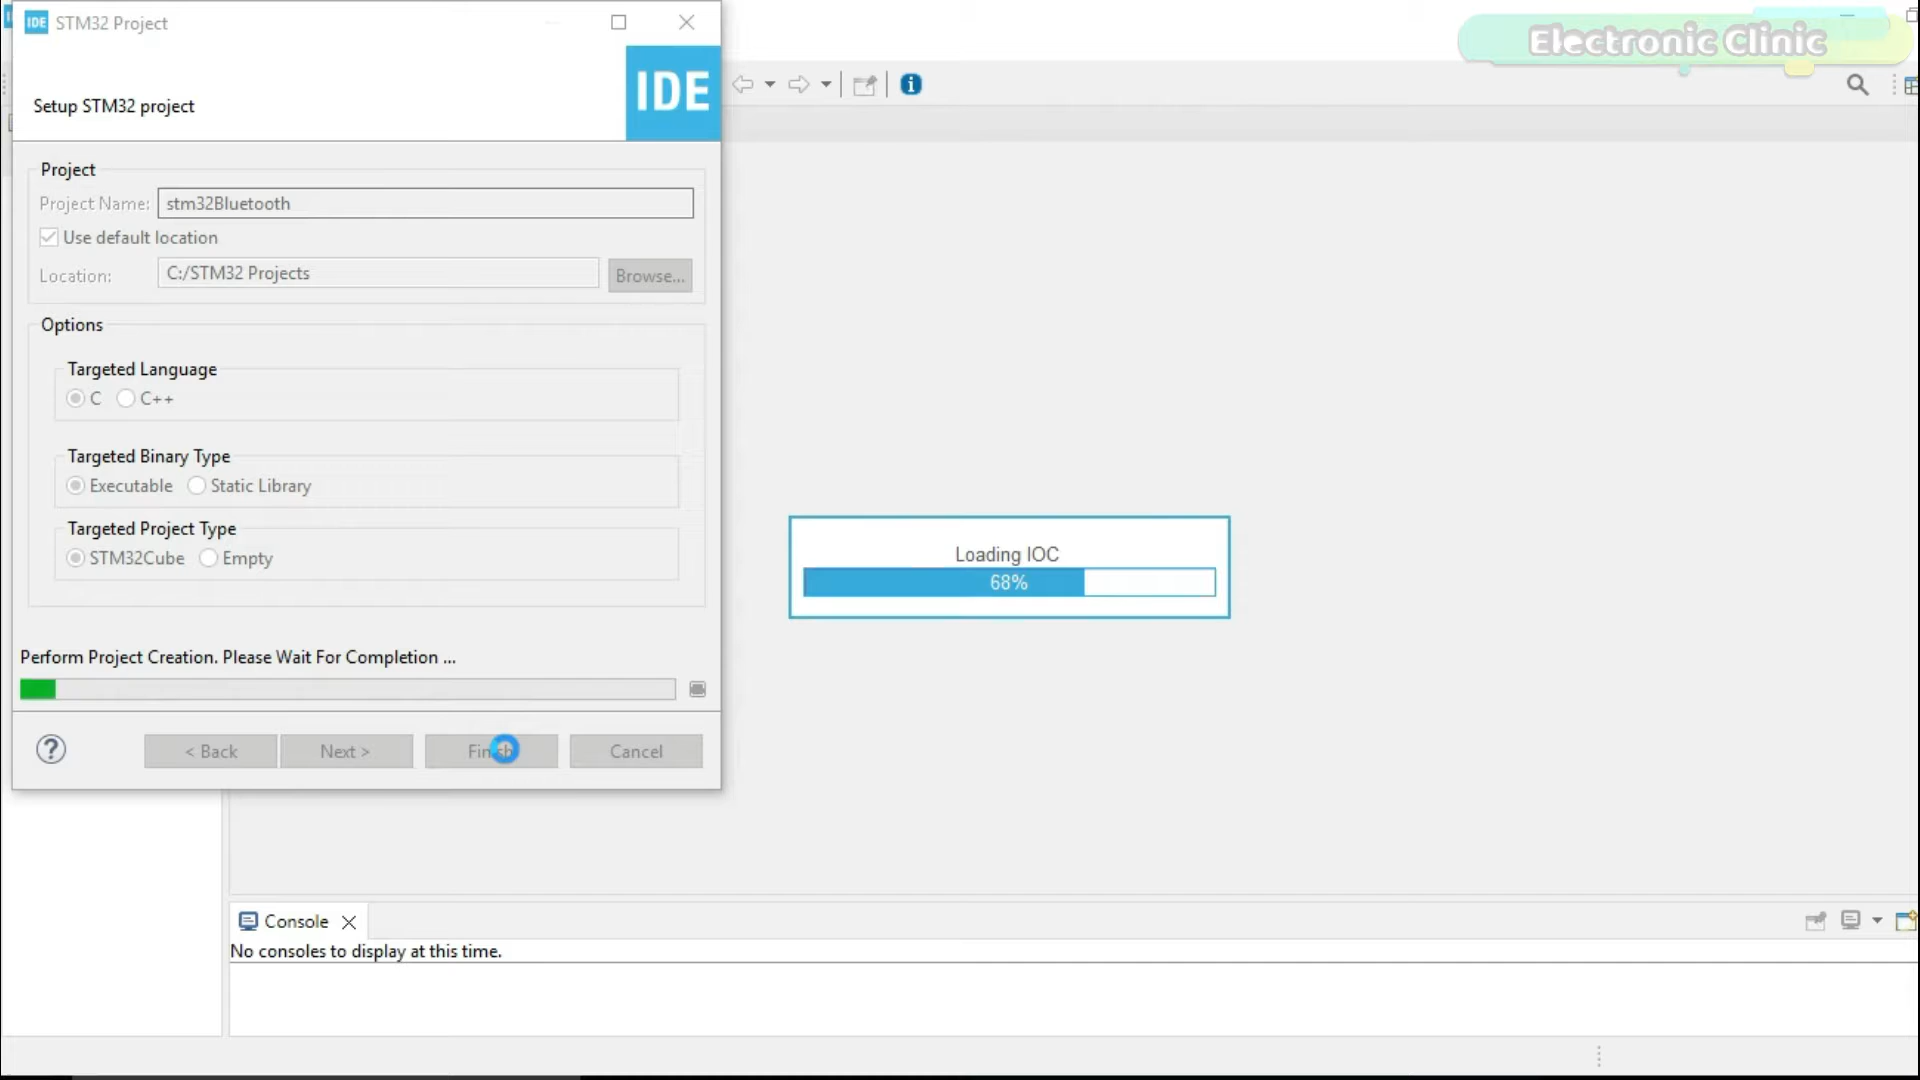 IDE STM32 Project
Electronic Clinic
Setup STM32 project
IDE
Project
Project Name: stm32Bluetooth
Use default location
Location: C:/STM32 Projects Browse...
Options
Targeted Language
C C++
Targeted Binary Type
Executable Static Library
Targeted Project Type
STM32Cube Empty
Loading IOC
68%
Perform Project Creation. Please Wait For Completion ...
< Back Next > Finish Cancel
Console
No consoles to display at this time.